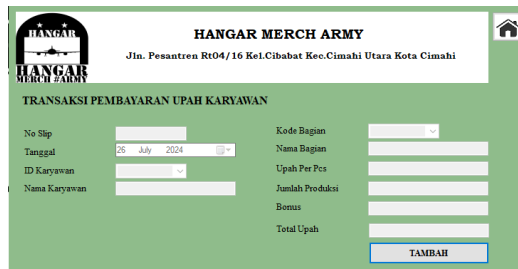 HANGAR
HANGAR
MERCH #ARMY
HANGAR MERCH ARMY
Jln. Pesantren Rt04/16 Kel.Cibabat Kec.Cimahi Utara Kota Cimahi
TRANSAKSI PEMBAYARAN UPAH KARYAWAN
No Slip
Tanggal 26 July 2024
ID Karyawan
Nama Karyawan
Kode Bagian
Nama Bagian
Upah Per Pcs
Jumlah Produksi
Bonus
Total Upah
TAMBAH